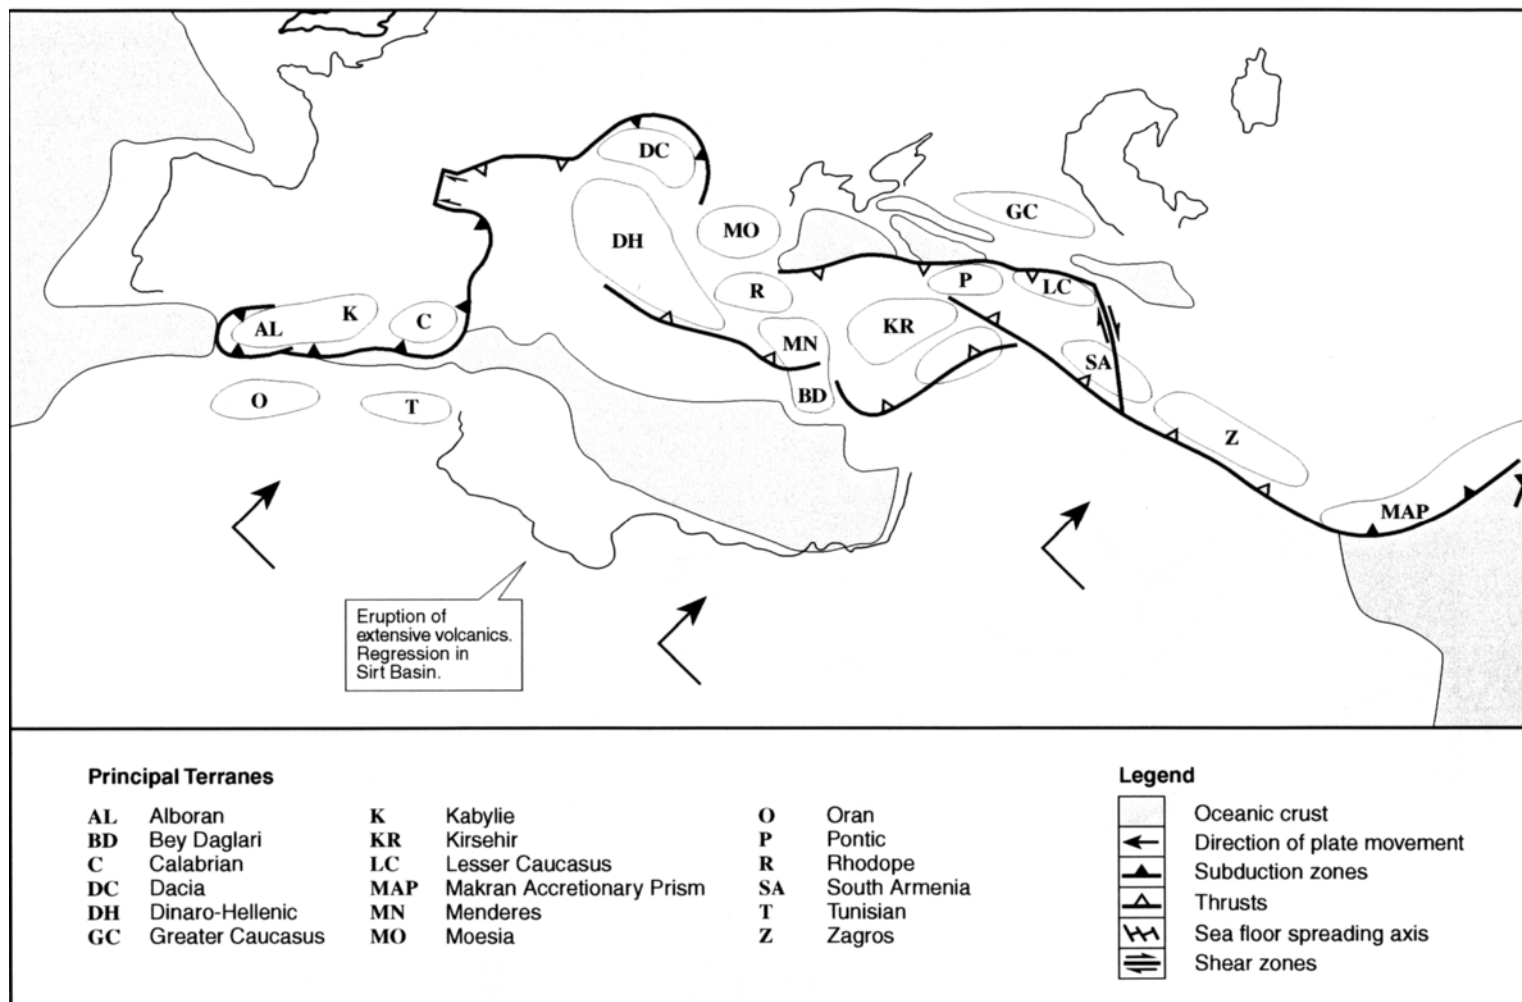 DC
GC
DH
MO
P
LC
R
AL
K
C
KR
MN
SA
BD
O
T
Z
MAP
Eruption of
extensive volcanics.
Regression in
Sirt Basin.
Principal Terranes
AL Alboran
BD Bey Daglari
C Calabrian
DC Dacia
DH Dinaro-Hellenic
GC Greater Caucasus
K Kabylie
KR Kirsehir
LC Lesser Caucasus
MAP Makran Accretionary Prism
MN Menderes
MO Moesia
O Oran
P Pontic
R Rhodope
SA South Armenia
T Tunisian
Z Zagros
Legend
Oceanic crust
Direction of plate movement
Subduction zones
Thrusts
Sea floor spreading axis
Shear zones